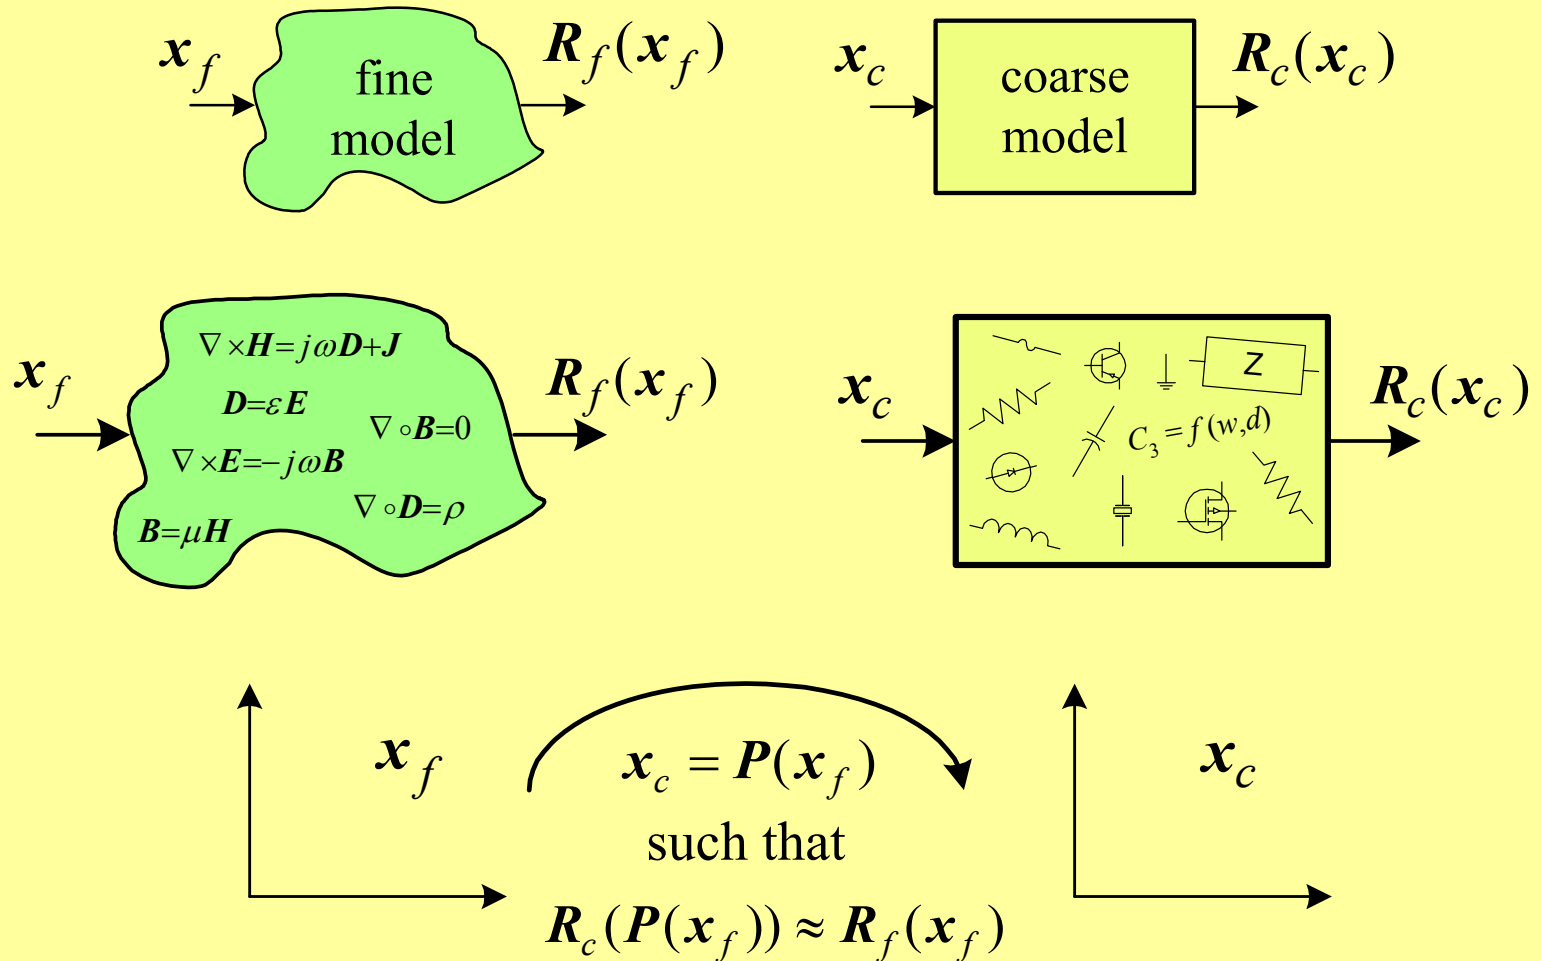 x_f
fine
model
R_f(x_f)
x_c
coarse
model
R_c(x_c)
x_f
∇×H=jωD+J
D=εE
∇∘B=0
∇×E=−jωB
∇∘D=ρ
B=μH
R_f(x_f)
x_c
Z
C_3=f(w,d)
R_c(x_c)
x_f
x_c = P(x_f)
such that
R_c(P(x_f)) ≈ R_f(x_f)
x_c